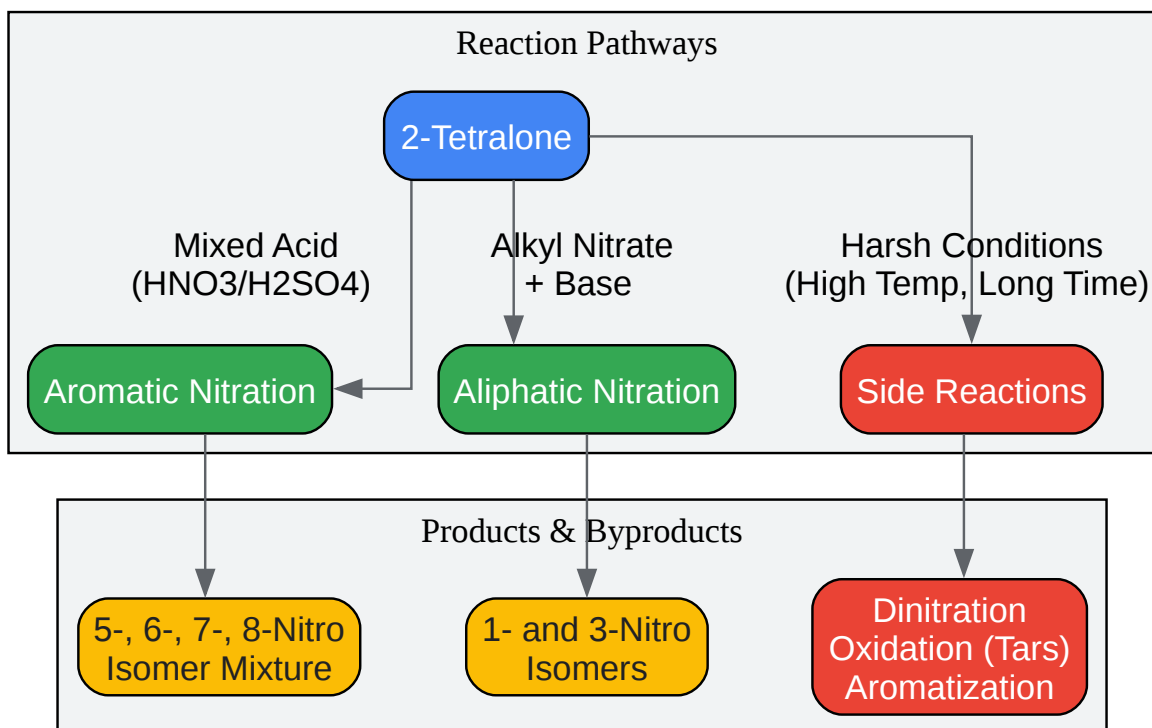 Reaction Pathways
2-Tetralone
Mixed Acid
(HNO3/H2SO4)
Alkyl Nitrate
+ Base
Harsh Conditions
(High Temp, Long Time)
Aromatic Nitration
Aliphatic Nitration
Side Reactions
Products & Byproducts
5-, 6-, 7-, 8-Nitro
Isomer Mixture
1- and 3-Nitro
Isomers
Dinitration
Oxidation (Tars)
Aromatization